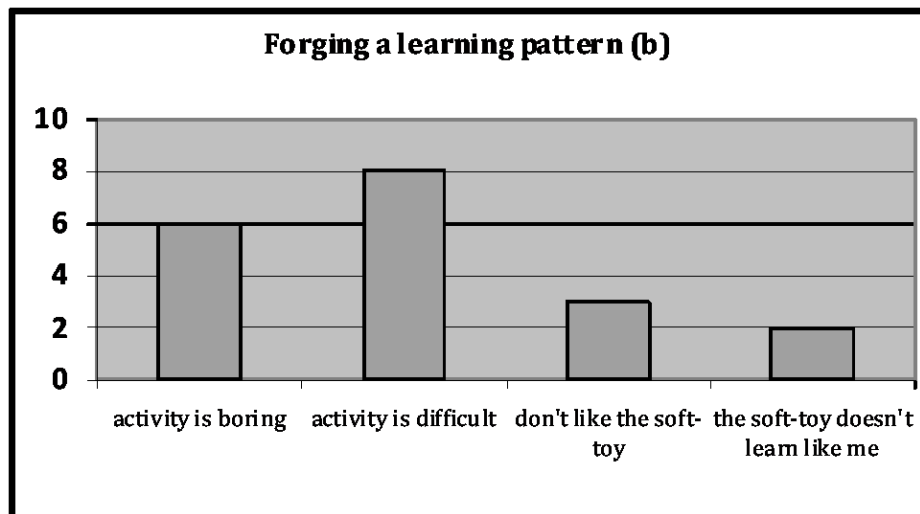 Forging a learning pattern (b)
10
8
6
4
2
0
activity is boring
activity is difficult
don't like the soft-
toy
the soft-toy doesn't
learn like me